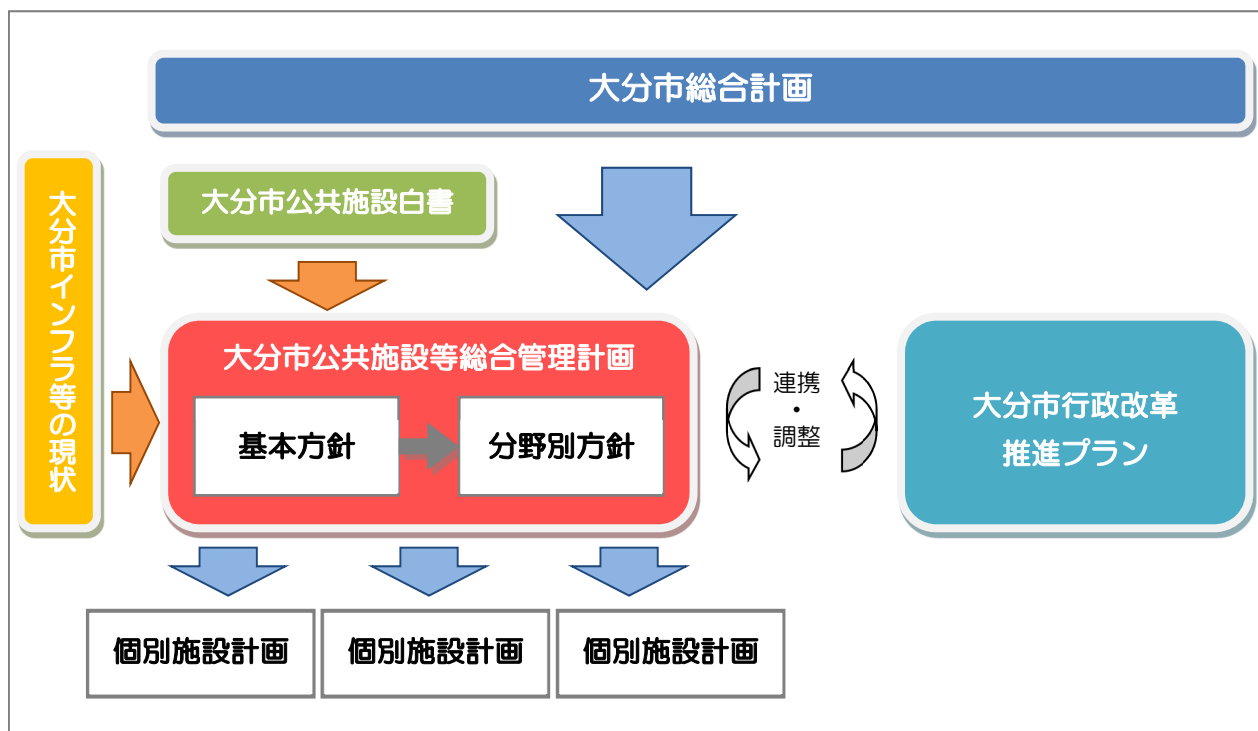 大分市総合計画
大分市公共施設白書
大分市インフラ等の現状
大分市公共施設等総合管理計画
基本方針
分野別方針
連携
・
調整
大分市行政改革
推進プラン
個別施設計画
個別施設計画
個別施設計画